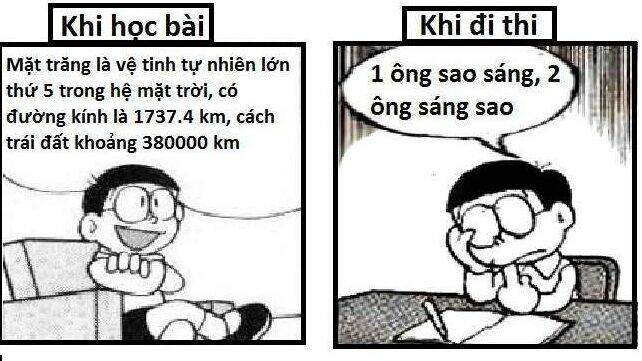 Khi học bài
Mặt trăng là vệ tinh tự nhiên lớn
thứ 5 trong hệ mặt trời, có
đường kính là 1737.4 km, cách
trái đất khoảng 380000 km
Khi đi thi
1 ông sao sáng, 2
ông sáng sao